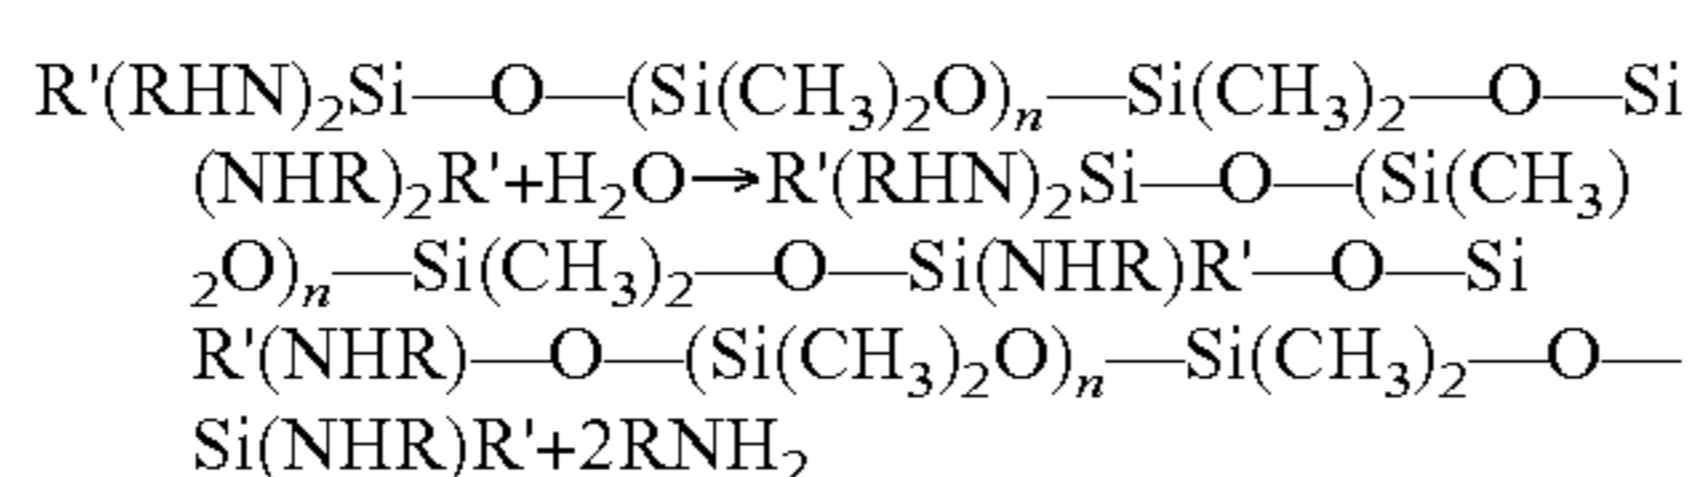 R'(RHN)₂Si—O—(Si(CH₃)₂O)ₙ—Si(CH₃)₂—O—Si
(NHR)₂R'+H₂O→R'(RHN)₂Si—O—(Si(CH₃)
₂O)ₙ—Si(CH₃)₂—O—Si(NHR)R'—O—Si
R'(NHR)—O—(Si(CH₃)₂O)ₙ—Si(CH₃)₂—O—
Si(NHR)R'+2RNH₂